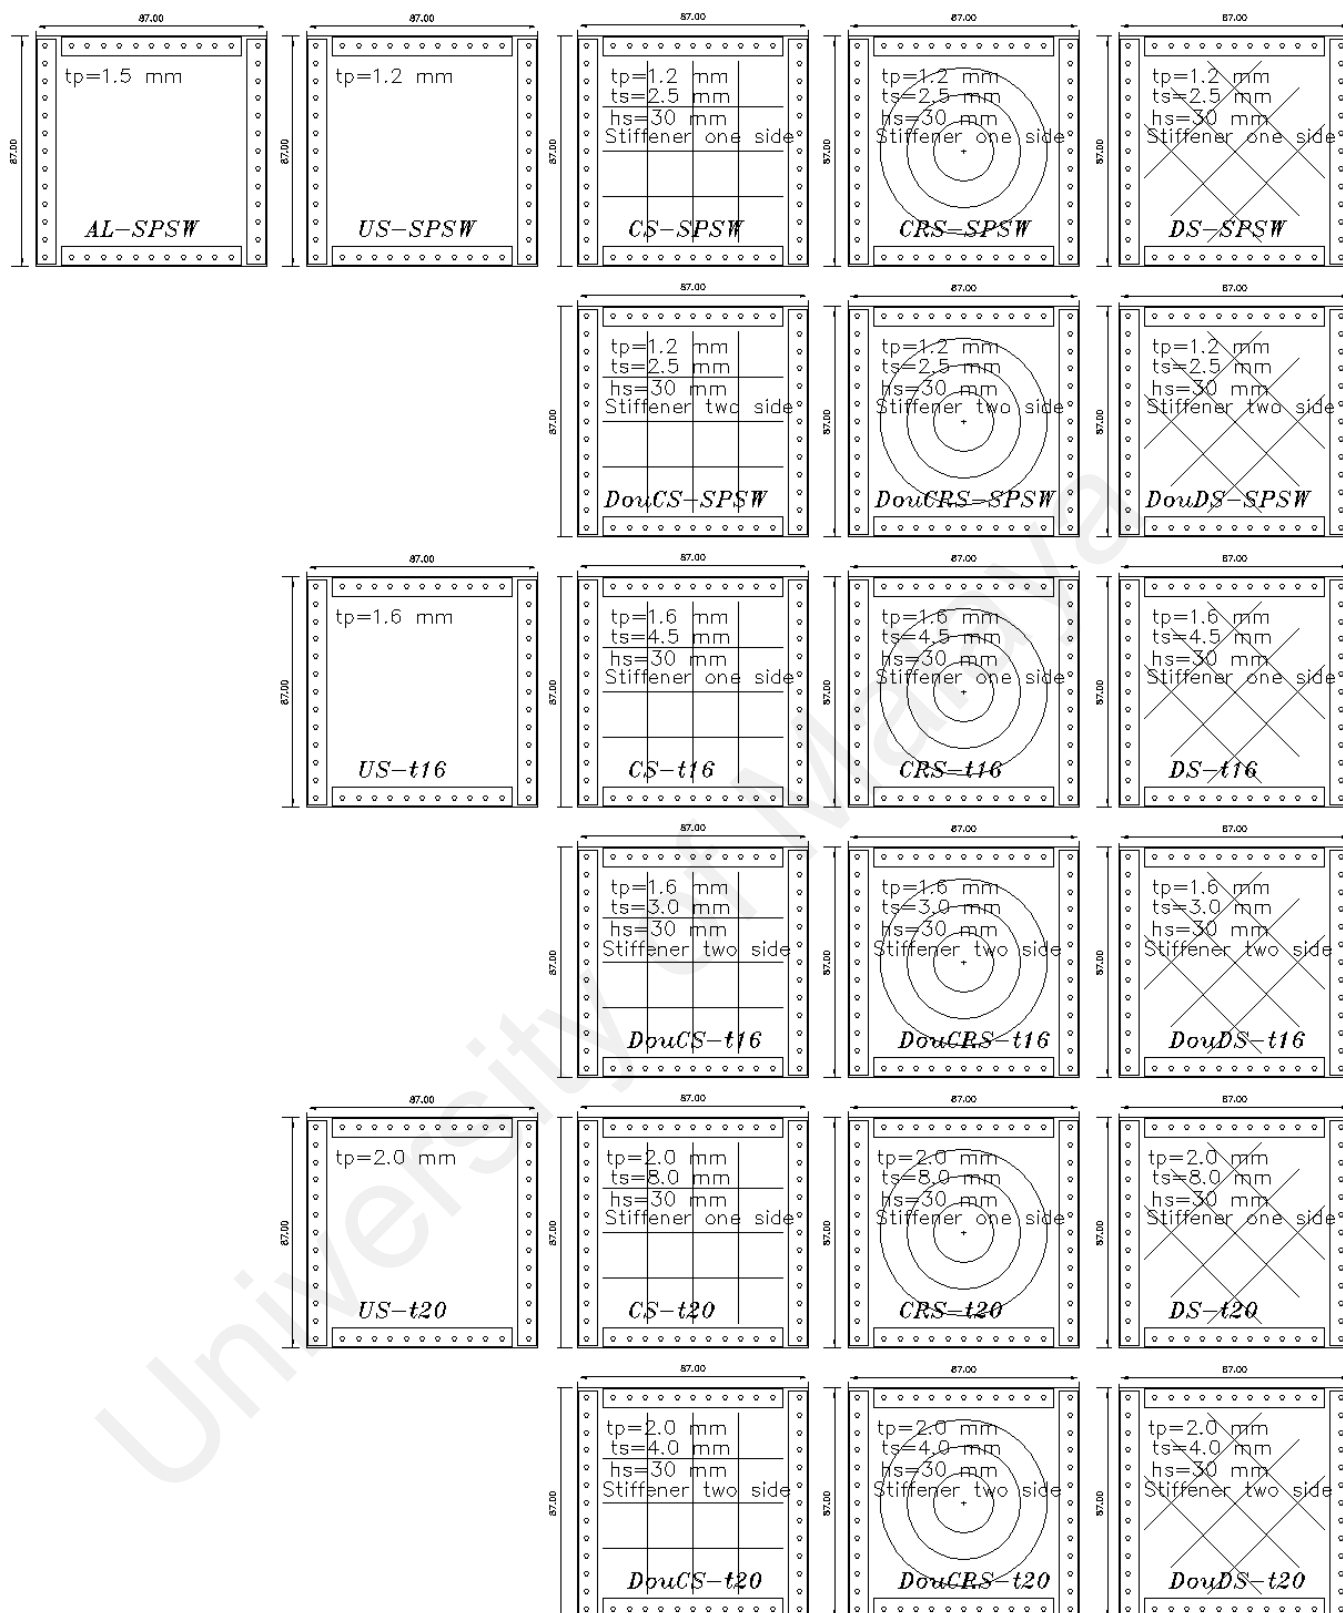 87.00
87.00
tp=1.5 mm
AL-SPSW
87.00
87.00
tp=1.2 mm
US-SPSW
87.00
87.00
tp=1.2 mm
ts=2.5 mm
hs=30 mm
Stiffener one side
CS-SPSW
87.00
87.00
tp=1.2 mm
ts=2.5 mm
hs=30 mm
Stiffener one side
CRS-SPSW
87.00
87.00
tp=1.2 mm
ts=2.5 mm
hs=30 mm
Stiffener one side
DS-SPSW
87.00
87.00
tp=1.2 mm
ts=2.5 mm
hs=30 mm
Stiffener two side
DouCS-SPSW
87.00
87.00
tp=1.2 mm
ts=2.5 mm
hs=30 mm
Stiffener two side
DouCRS-SPSW
87.00
87.00
tp=1.2 mm
ts=2.5 mm
hs=30 mm
Stiffener two side
DouDS-SPSW
87.00
87.00
tp=1.6 mm
US-t16
87.00
87.00
tp=1.6 mm
ts=4.5 mm
hs=30 mm
Stiffener one side
CS-t16
87.00
87.00
tp=1.6 mm
ts=4.5 mm
hs=30 mm
Stiffener one side
CRS-t16
87.00
87.00
tp=1.6 mm
ts=4.5 mm
hs=30 mm
Stiffener one side
DS-t16
87.00
87.00
tp=1.6 mm
ts=3.0 mm
hs=30 mm
Stiffener two side
DouCS-t16
87.00
87.00
tp=1.6 mm
ts=3.0 mm
hs=30 mm
Stiffener two side
DouCRS-t16
87.00
87.00
tp=1.6 mm
ts=3.0 mm
hs=30 mm
Stiffener two side
DouDS-t16
87.00
87.00
tp=2.0 mm
US-t20
87.00
87.00
tp=2.0 mm
ts=8.0 mm
hs=30 mm
Stiffener one side
CS-t20
87.00
87.00
tp=2.0 mm
ts=8.0 mm
hs=30 mm
Stiffener one side
CRS-t20
87.00
87.00
tp=2.0 mm
ts=8.0 mm
hs=30 mm
Stiffener one side
DS-t20
87.00
87.00
tp=2.0 mm
ts=4.0 mm
hs=30 mm
Stiffener two side
DouCS-t20
87.00
87.00
tp=2.0 mm
ts=4.0 mm
hs=30 mm
Stiffener two side
DouCRS-t20
87.00
87.00
tp=2.0 mm
ts=4.0 mm
hs=30 mm
Stiffener two side
DouDS-t20
University of Malaya